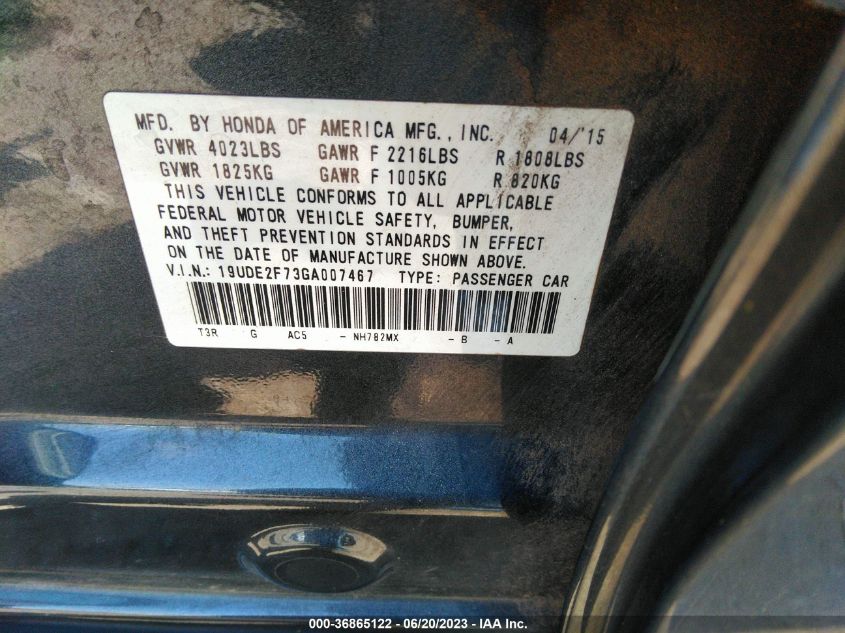 MFD. BY HONDA OF AMERICA MFG., INC. 04/'15
GVWR 4023LBS GAWR F 2216LBS R 1808LBS
GVWR 1825KG GAWR F 1005KG R 820KG
THIS VEHICLE CONFORMS TO ALL APPLICABLE
FEDERAL MOTOR VEHICLE SAFETY, BUMPER,
AND THEFT PREVENTION STANDARDS IN EFFECT
ON THE DATE OF MANUFACTURE SHOWN ABOVE.
V.I.N.: 19UDE2F73GA007467 TYPE: PASSENGER CAR
T3R G AC5 - NH782MX - B - A
000-36865122 - 06/20/2023 - IAA Inc.